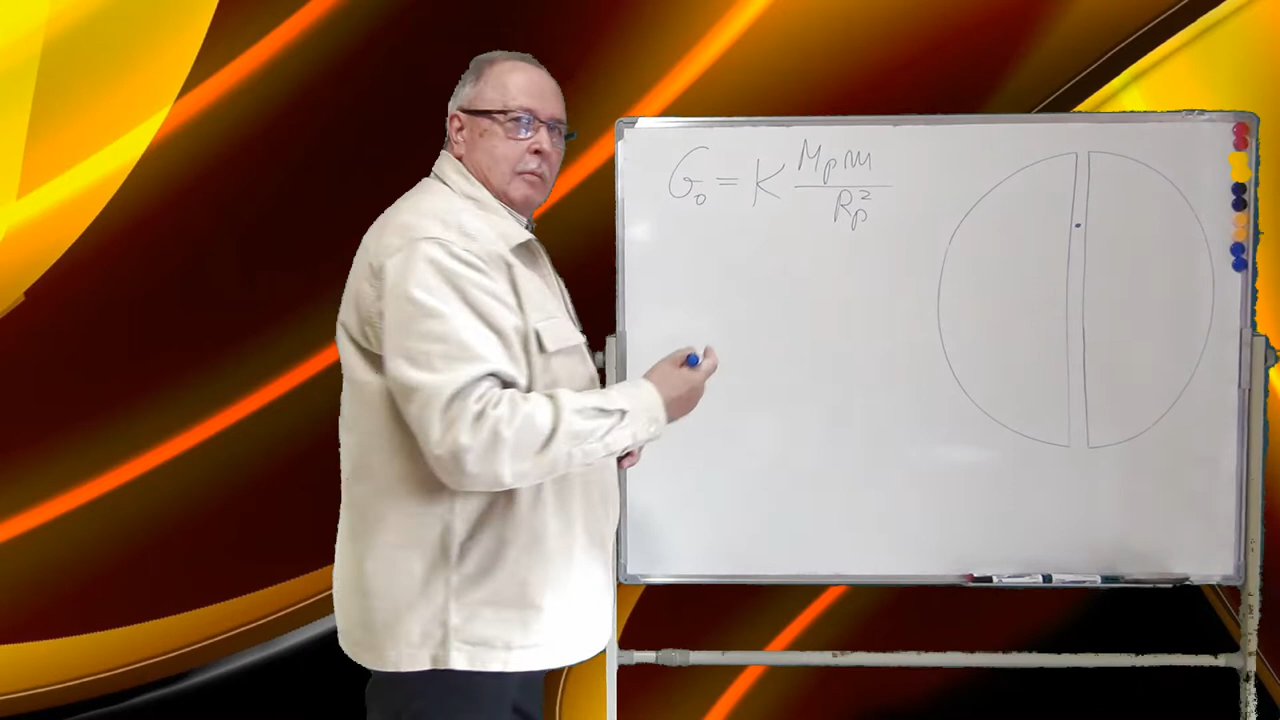 G₀ = K Mₚm / Rₚ²